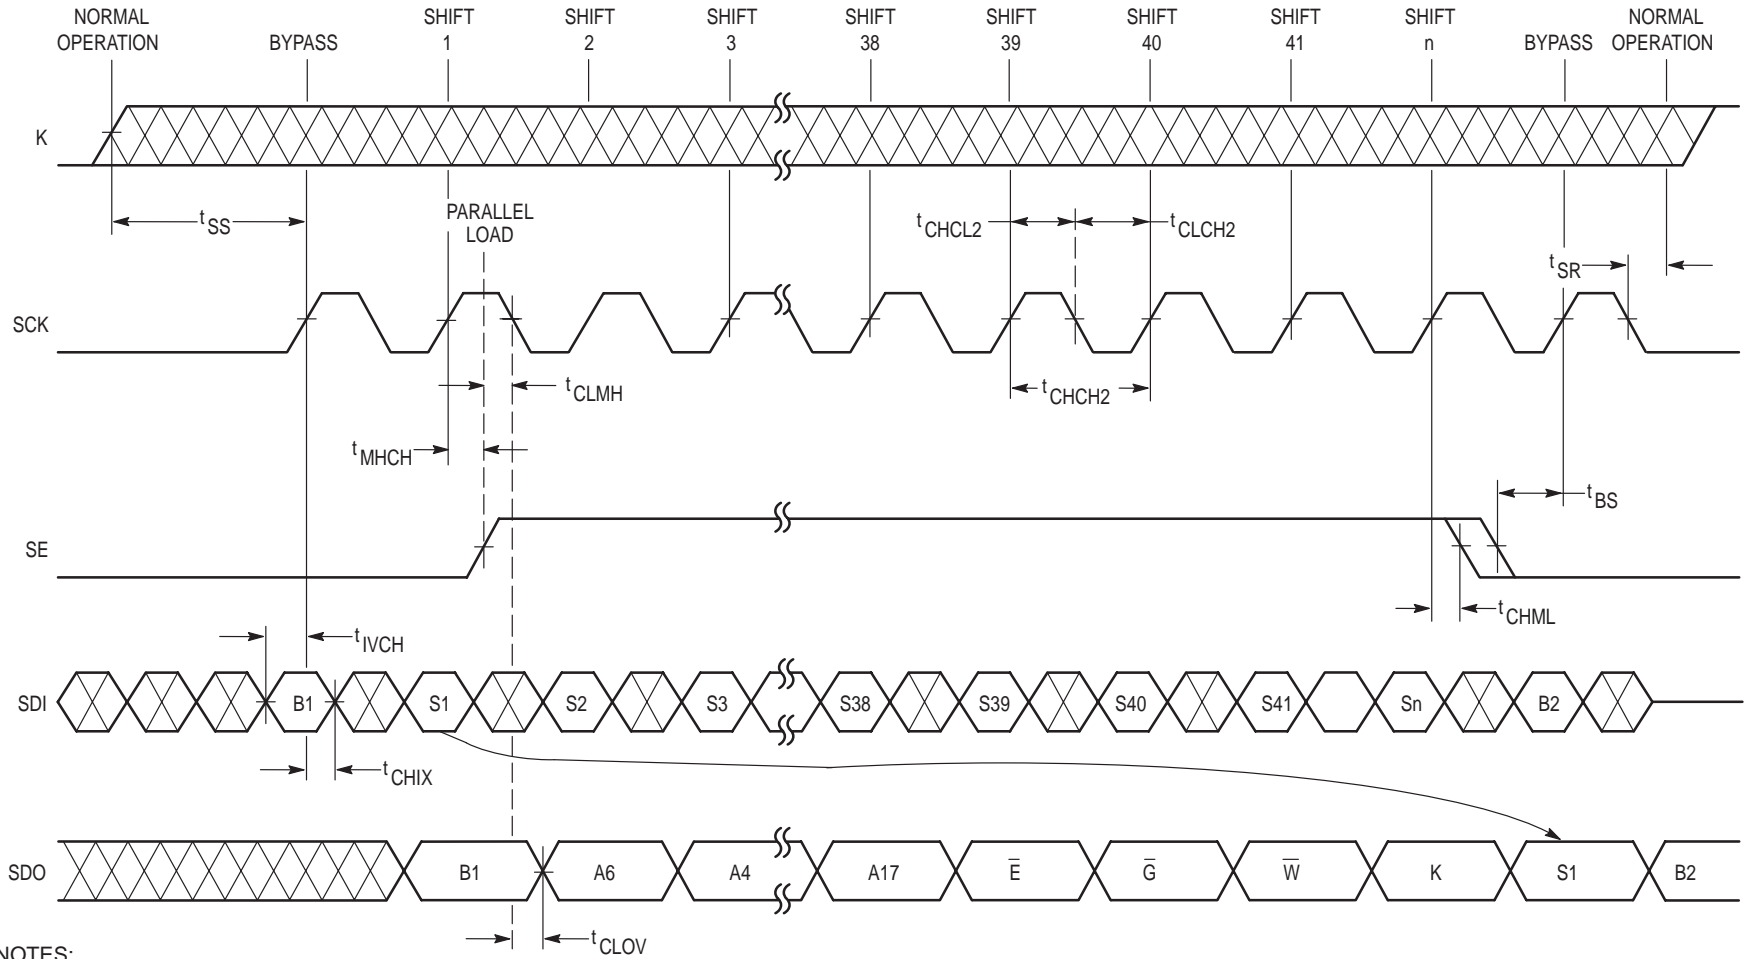 NORMAL
OPERATION
BYPASS
SHIFT
1
SHIFT
2
SHIFT
3
SHIFT
38
SHIFT
39
SHIFT
40
SHIFT
41
SHIFT
n
BYPASS
NORMAL
OPERATION
K
tSS
PARALLEL
LOAD
tCHCL2
tCLCH2
tSR
SCK
tCLMH
tCHCH2
tMHCH
tBS
SE
tCHML
tIVCH
SDI
B1
S1
S2
S3
S38
S39
S40
S41
Sn
B2
tCHIX
SDO
B1
A6
A4
A17
E̅
G̅
W̅
K
S1
B2
tCLOV
NOTES: